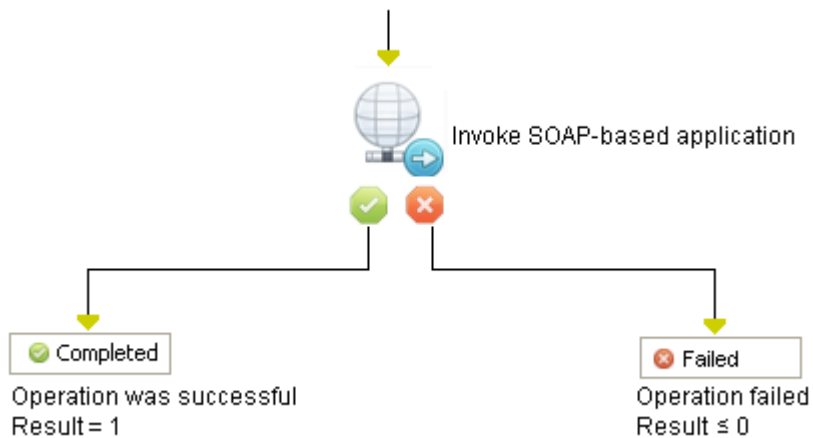 Invoke SOAP-based application
Completed
Operation was successful
Result = 1
Failed
Operation failed
Result ≤ 0